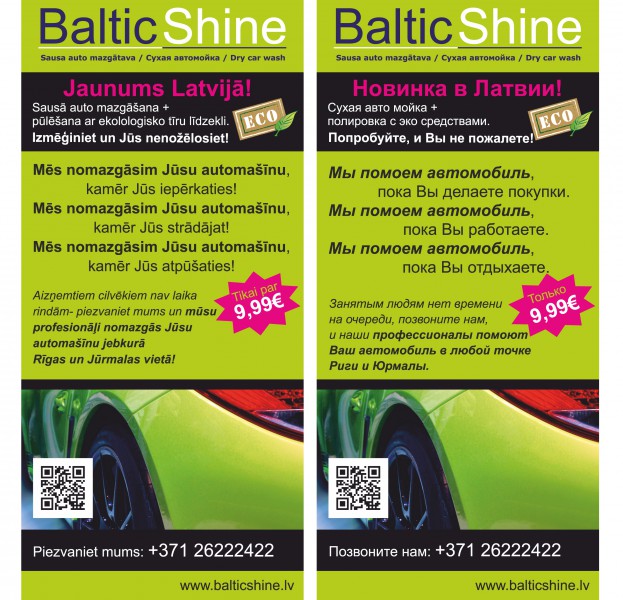 Baltic Shine
Sausa auto mazgātava / Сухая автомойка / Dry car wash
Jaunums Latvijā!
Sausā auto mazgāšana +
pūlēšana ar ekolologisko tīru līdzekli.
Izmēģiniet un Jūs nenožēlosiet!
ECO
Mēs nomazgāsim Jūsu automašīnu,
kamēr Jūs iepērkaties!
Mēs nomazgāsim Jūsu automašīnu,
kamēr Jūs strādājat!
Mēs nomazgāsim Jūsu automašīnu,
kamēr Jūs atpūšaties!
Tikai par
9,99€
Aizņemtiem cilvēkiem nav laika
rindām- piezvaniet mums un mūsu
profesionāļi nomazgās Jūsu
automašīnu jebkurā
Rīgas un Jūrmalas vietā!
Piezvaniet mums: +371 26222422
www.balticshine.lv
Baltic Shine
Sausa auto mazgātava / Сухая автомойка / Dry car wash
Новинка в Латвии!
Сухая авто мойка +
полировка с эко средствами.
Попробуйте, и Вы не пожалете!
ECO
Мы помоем автомобиль,
пока Вы делаете покупки.
Мы помоем автомобиль,
пока Вы работаете.
Мы помоем автомобиль,
пока Вы отдыхаете.
Только
9,99€
Занятым людям нет времени
на очереди, позвоните нам,
и наши профессионалы помоют
Ваш автомобиль в любой точке
Риги и Юрмалы.
Позвоните нам: +371 26222422
www.balticshine.lv